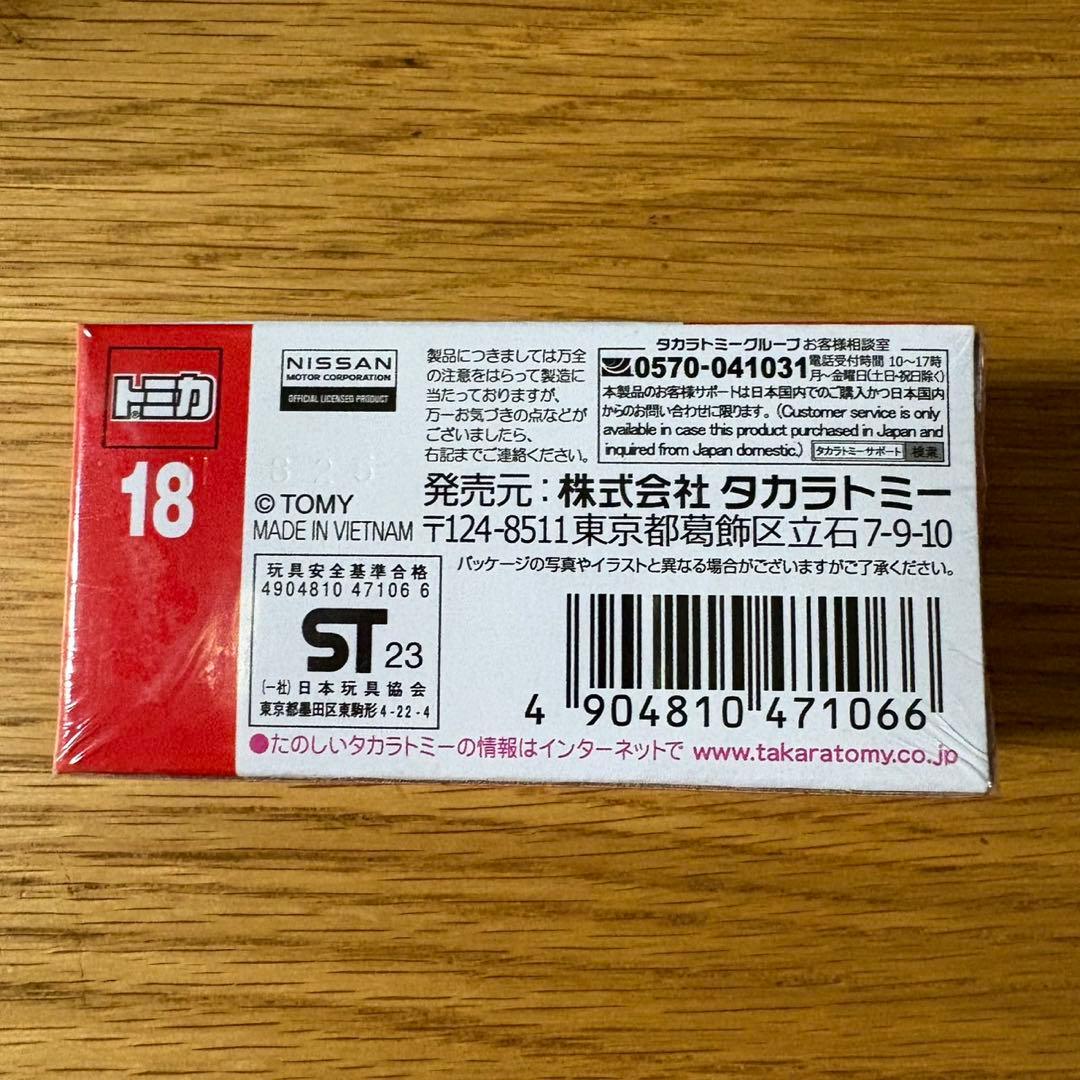 トミカ
®
18
NISSAN
MOTOR CORPORATION
OFFICIAL LICENSED PRODUCT
© TOMY
MADE IN VIETNAM
製品につきましては万全
の注意をはらって製造に
当たっておりますが、
万一お気づきの点などが
ございましたら、
右記までご連絡ください。
タカラトミーグループ お客様相談室
0570-041031 電話受付時間 10〜17時
月〜金曜日(土日・祝日除く)
本製品のお客様サポートは日本国内でのご購入かつ日本国内
からのお問い合わせに限ります。(Customer service is only
available in case this product purchased in Japan and
inquired from Japan domestic.) タカラトミーサポート 検索
発売元：株式会社 タカラトミー
〒124-8511 東京都葛飾区立石7-9-10
パッケージの写真やイラストと異なる場合がございますがご了承ください。
玩具安全基準合格
4904810 47106 6
ST 23
(一社)日本玩具協会
東京都墨田区東駒形4-22-4
4 904810 471066
●たのしいタカラトミーの情報はインターネットで www.takaratomy.co.jp